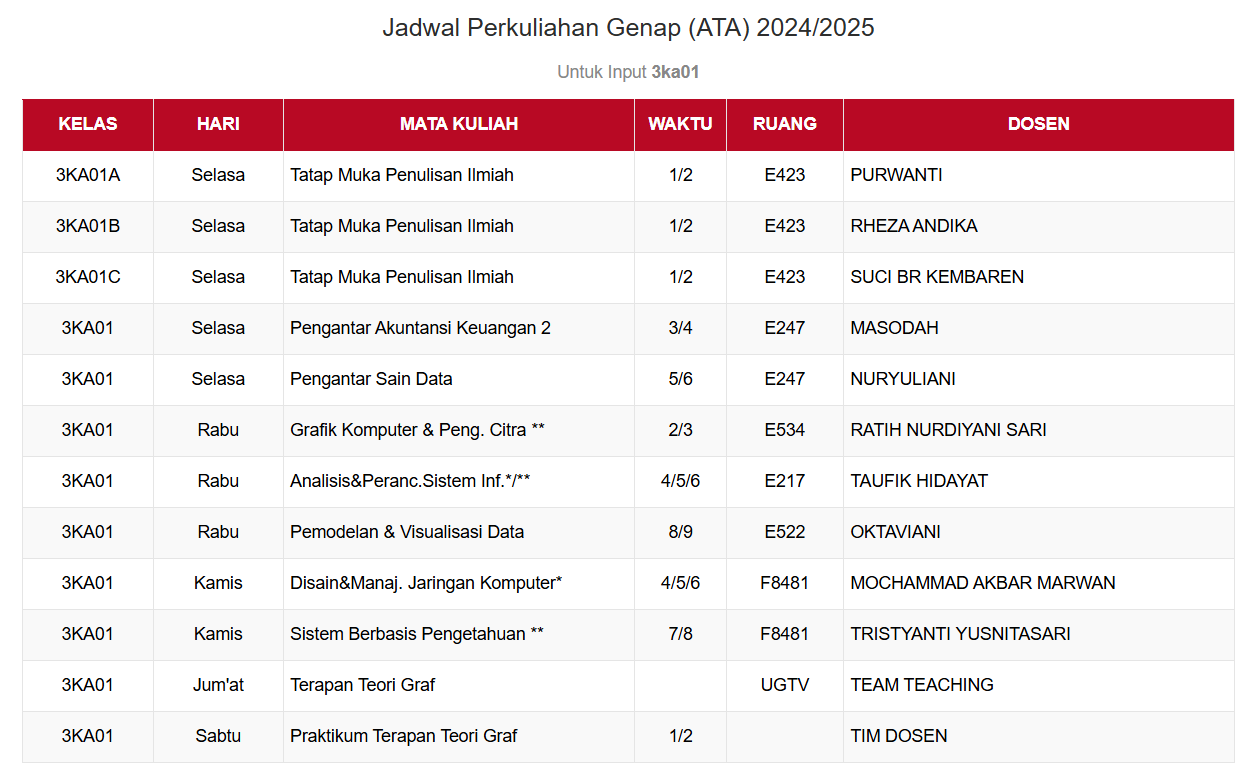 Jadwal Perkuliahan Genap (ATA) 2024/2025
Untuk Input 3ka01
KELAS HARI MATA KULIAH WAKTU RUANG DOSEN
3KA01A Selasa Tatap Muka Penulisan Ilmiah 1/2 E423 PURWANTI
3KA01B Selasa Tatap Muka Penulisan Ilmiah 1/2 E423 RHEZA ANDIKA
3KA01C Selasa Tatap Muka Penulisan Ilmiah 1/2 E423 SUCI BR KEMBAREN
3KA01 Selasa Pengantar Akuntansi Keuangan 2 3/4 E247 MASODAH
3KA01 Selasa Pengantar Sain Data 5/6 E247 NURYULIANI
3KA01 Rabu Grafik Komputer & Peng. Citra ** 2/3 E534 RATIH NURDIYANI SARI
3KA01 Rabu Analisis&Peranc.Sistem Inf.*/** 4/5/6 E217 TAUFIK HIDAYAT
3KA01 Rabu Pemodelan & Visualisasi Data 8/9 E522 OKTAVIANI
3KA01 Kamis Disain&Manaj. Jaringan Komputer* 4/5/6 F8481 MOCHAMMAD AKBAR MARWAN
3KA01 Kamis Sistem Berbasis Pengetahuan ** 7/8 F8481 TRISTYANTI YUSNITASARI
3KA01 Jum'at Terapan Teori Graf UGTV TEAM TEACHING
3KA01 Sabtu Praktikum Terapan Teori Graf 1/2 TIM DOSEN